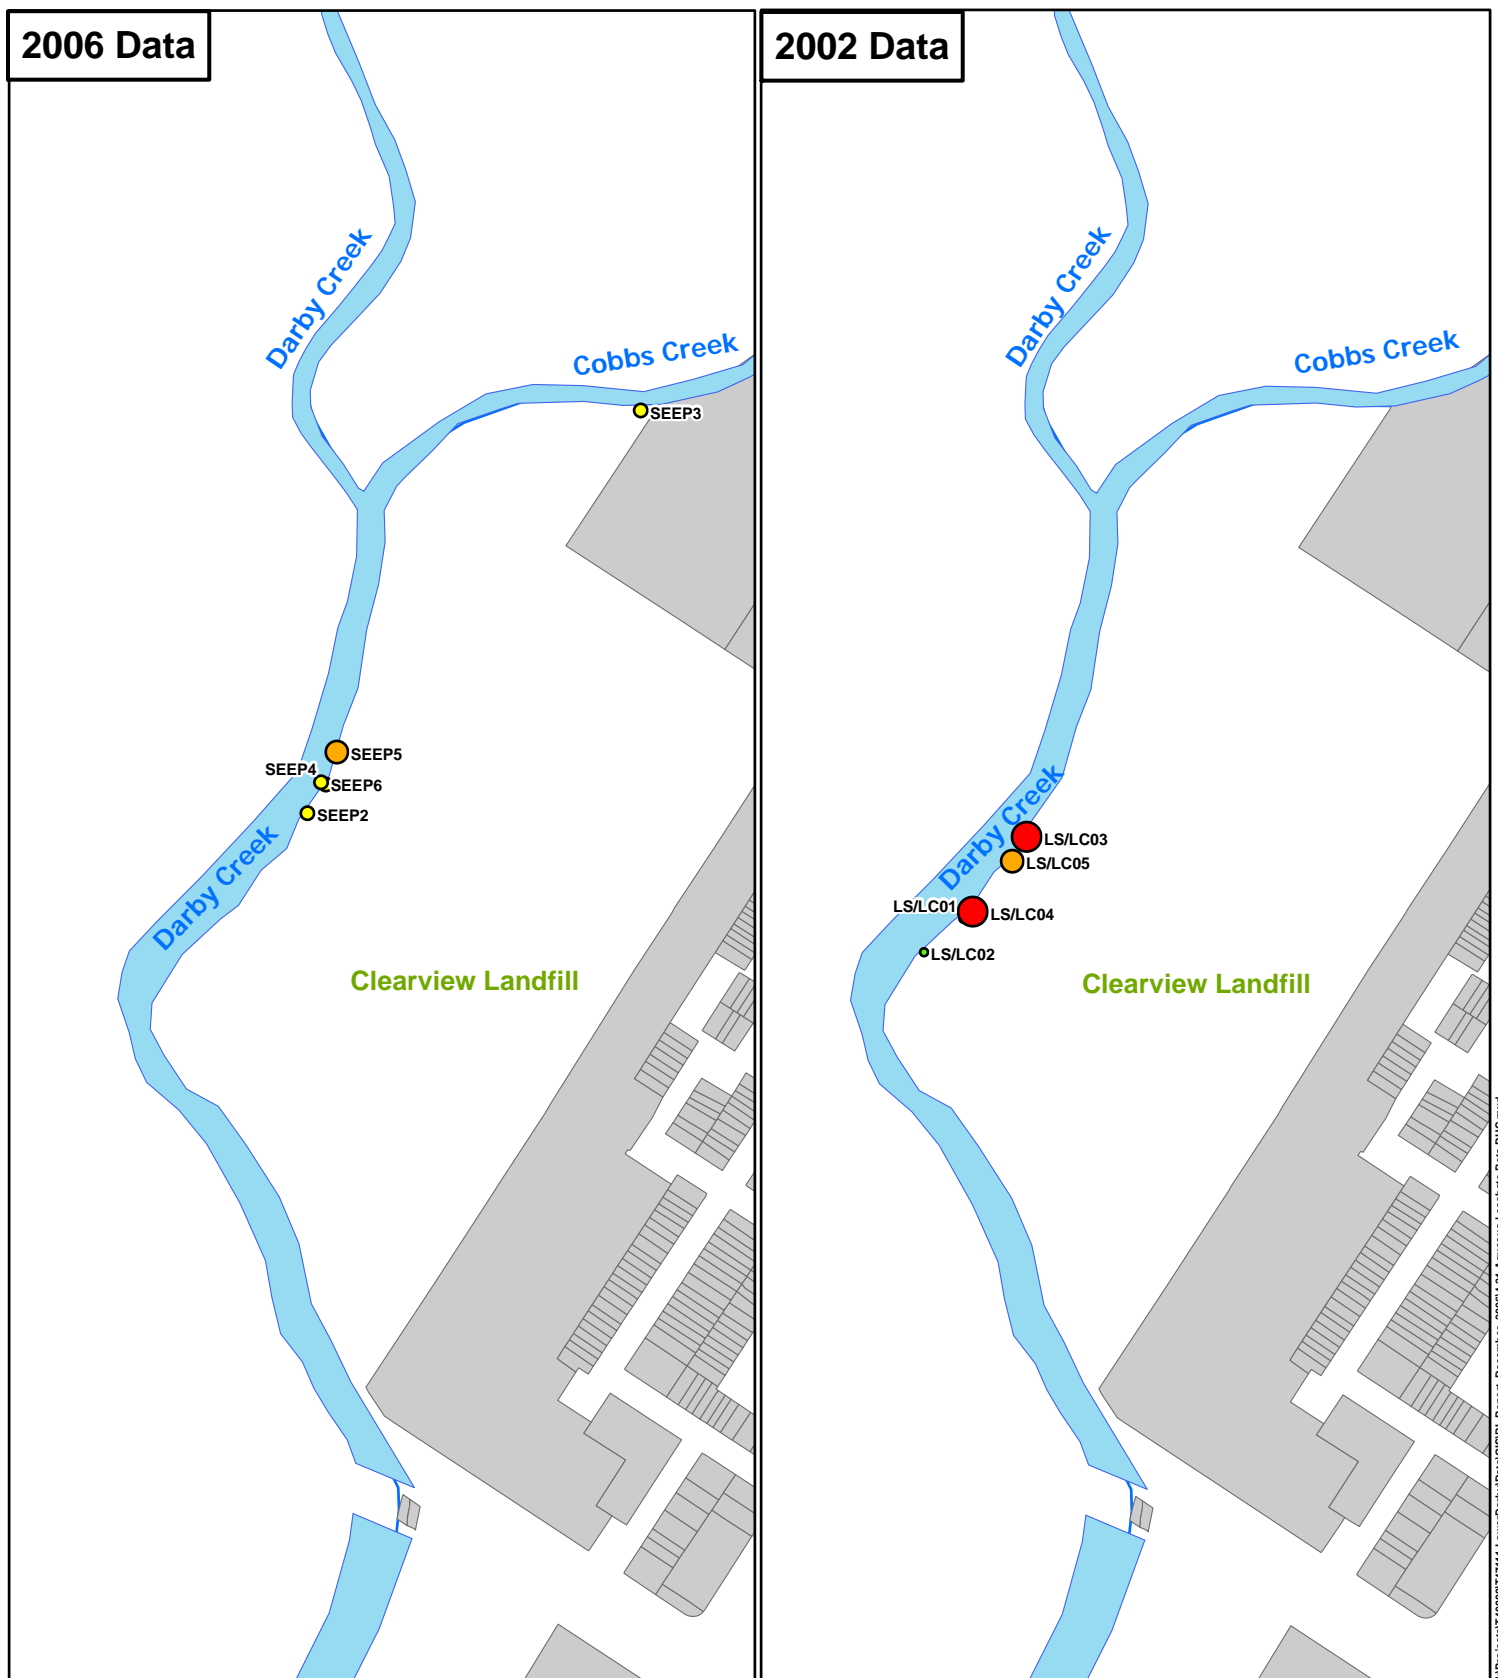 2006 Data
Darby Creek
Cobbs Creek
SEEP3
SEEP5
SEEP4
SEEP6
SEEP2
Darby Creek
Clearview Landfill
2002 Data
Darby Creek
Cobbs Creek
Darby Creek
LS/LC03
LS/LC05
LS/LC01
LS/LC04
LS/LC02
Clearview Landfill